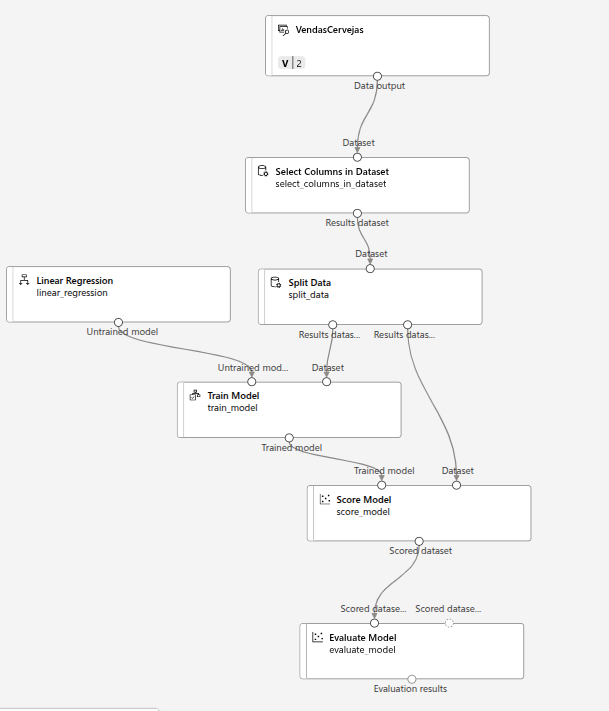 VendasCervejas
v 2
Data output
Dataset
Select Columns in Dataset
select_columns_in_dataset
Results dataset
Dataset
Linear Regression
linear_regression
Untrained model
Split Data
split_data
Results datas... Results datas...
Untrained mod... Dataset
Train Model
train_model
Trained model
Trained model Dataset
Score Model
score_model
Scored dataset
Scored datase... Scored datase...
Evaluate Model
evaluate_model
Evaluation results